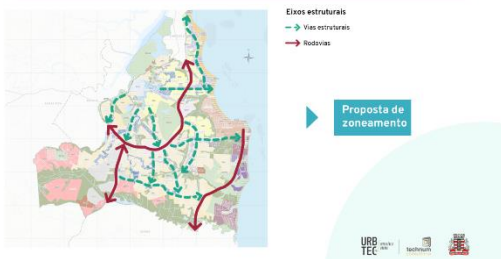 Eixos estruturais
Vias estruturais
Rodovias
Proposta de
zoneamento
URB
TEC
technum